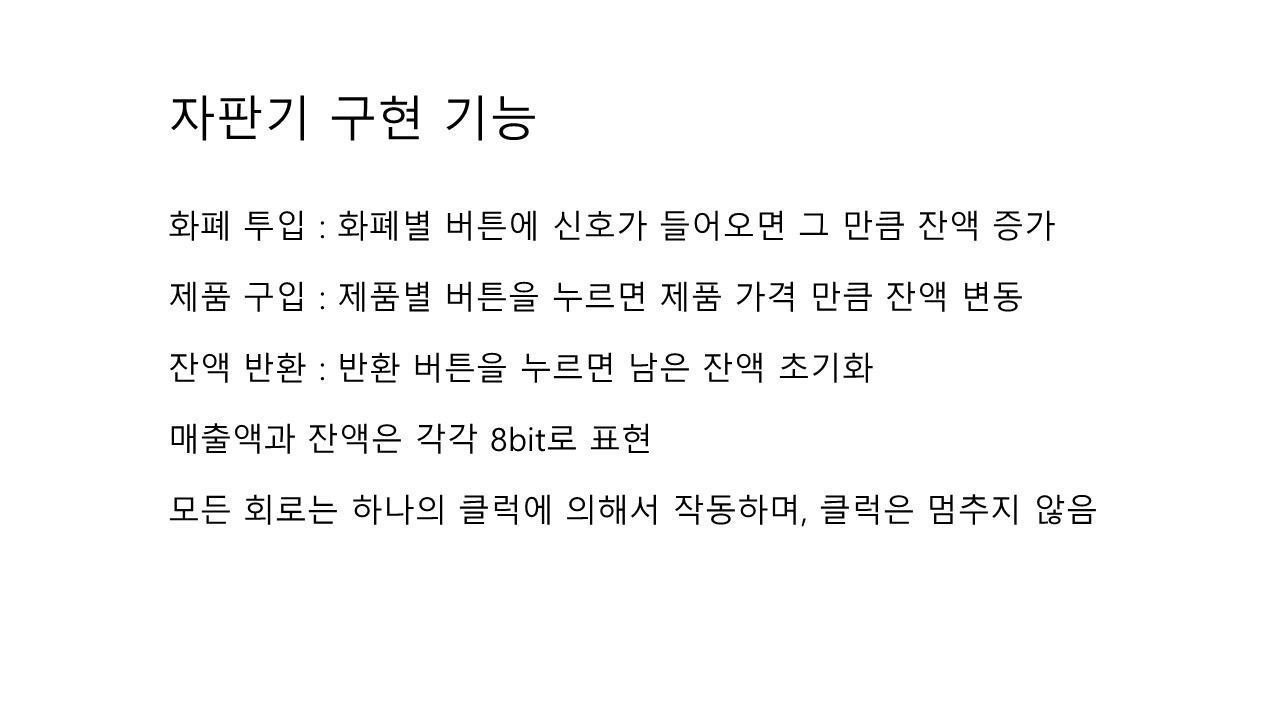 자판기 구현 기능
화폐 투입 : 화폐별 버튼에 신호가 들어오면 그 만큼 잔액 증가
제품 구입 : 제품별 버튼을 누르면 제품 가격 만큼 잔액 변동
잔액 반환 : 반환 버튼을 누르면 남은 잔액 초기화
매출액과 잔액은 각각 8bit로 표현
모든 회로는 하나의 클럭에 의해서 작동하며, 클럭은 멈추지 않음